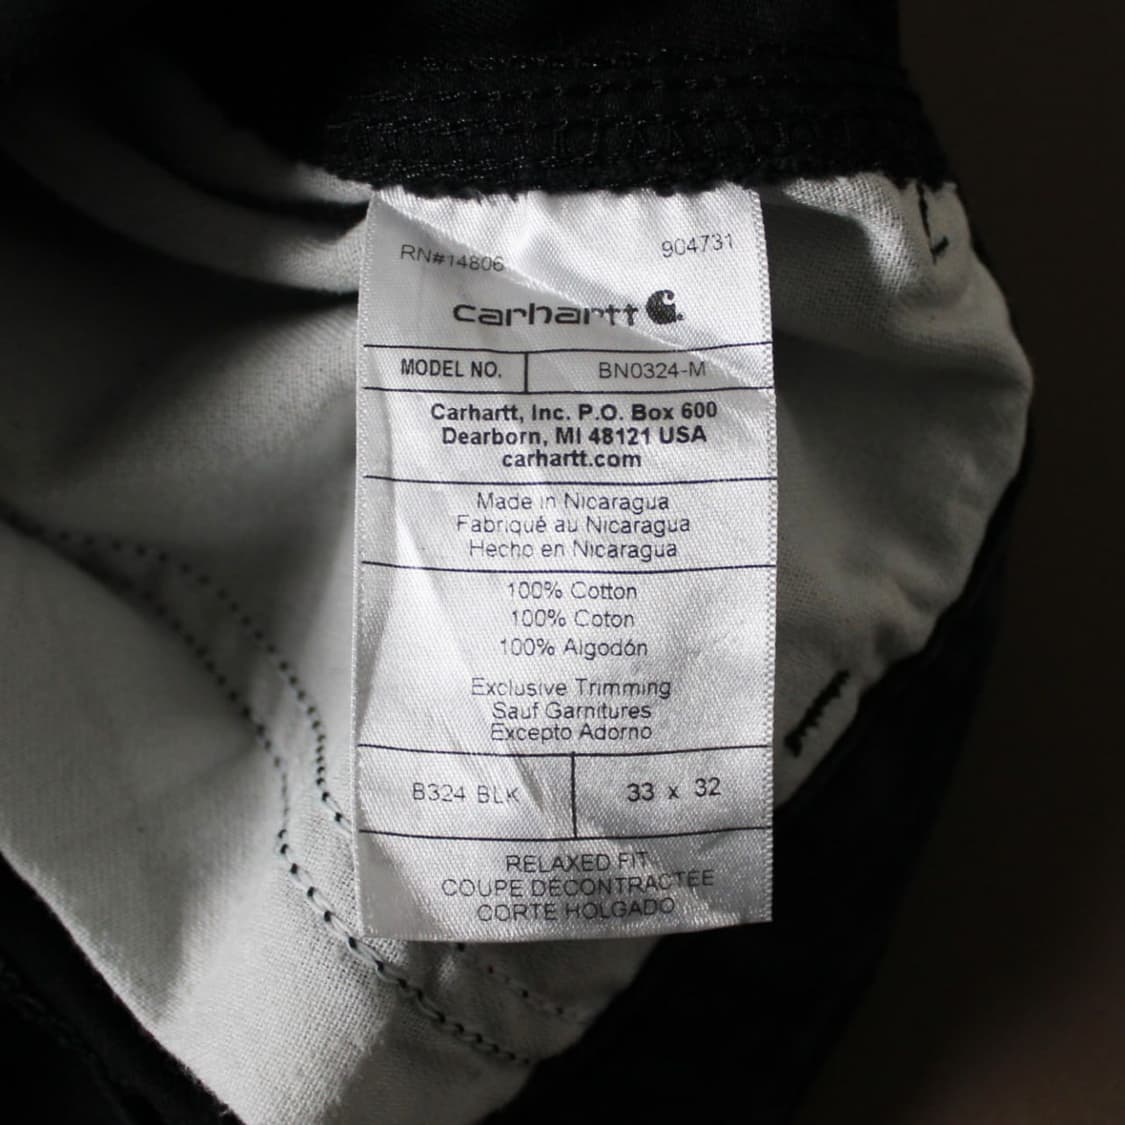 RN#14806 904731
carhartt
MODEL NO. BN0324-M
Carhartt, Inc. P.O. Box 600
Dearborn, MI 48121 USA
carhartt.com
Made in Nicaragua
Fabriqué au Nicaragua
Hecho en Nicaragua
100% Cotton
100% Coton
100% Algodón
Exclusive Trimming
Sauf Garnitures
Excepto Adorno
B324 BLK 33 x 32
RELAXED FIT
COUPE DÉCONTRACTÉE
CORTE HOLGADO